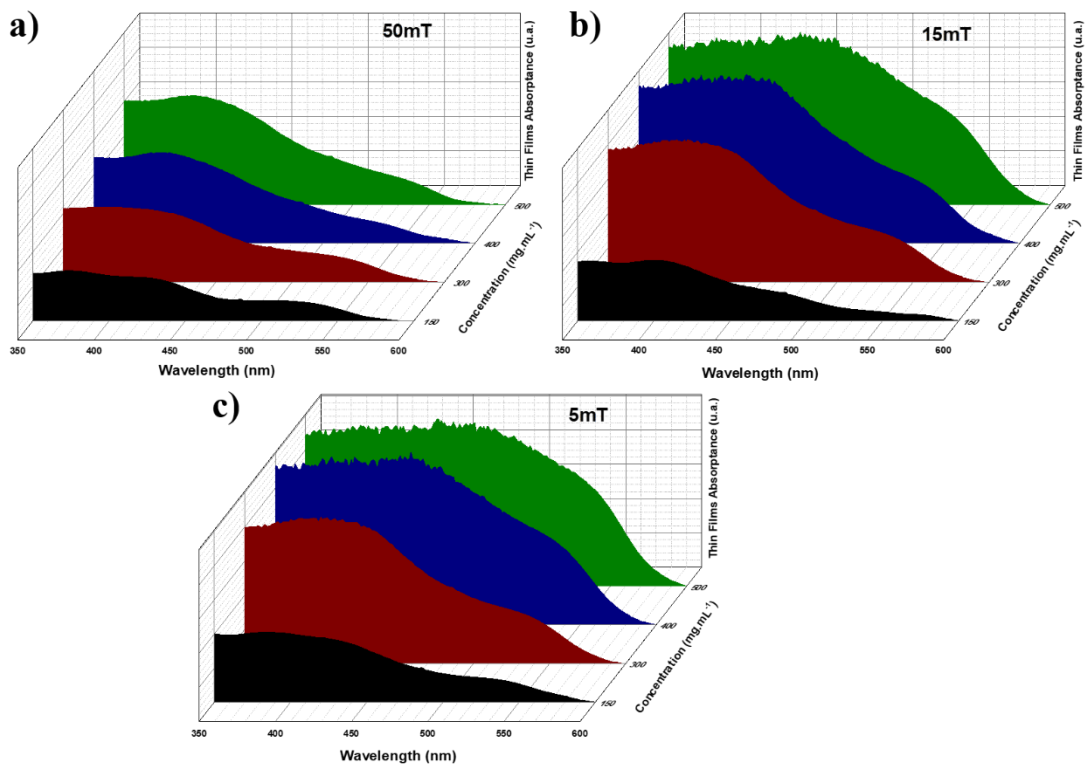 a)
50mT
Thin Films Absorptance (u.a.)
500
400
300
150
Concentration (mg.mL⁻¹)
350 400 450 500 550 600
Wavelength (nm)
b)
15mT
Thin Films Absorptance (u.a.)
500
400
300
150
Concentration (mg.mL⁻¹)
350 400 450 500 550 600
Wavelength (nm)
c)
5mT
Thin Films Absorptance (u.a.)
500
400
300
150
Concentration (mg.mL⁻¹)
350 400 450 500 550 600
Wavelength (nm)